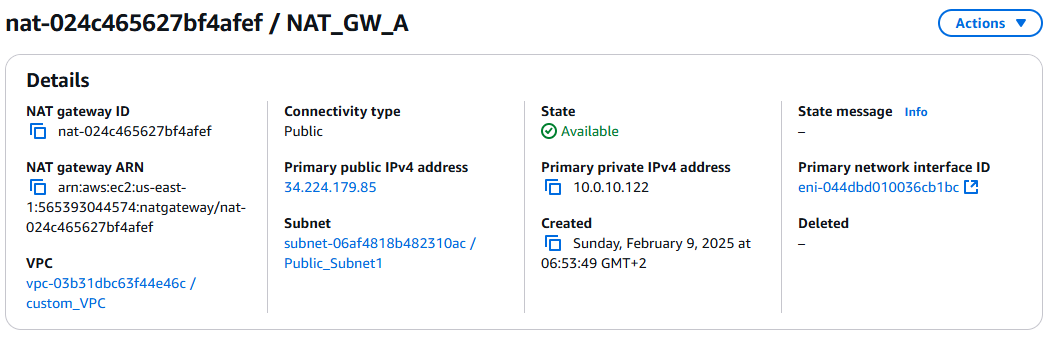 nat-024c465627bf4afef / NAT_GW_A
Actions
Details
NAT gateway ID
nat-024c465627bf4afef
NAT gateway ARN
arn:aws:ec2:us-east-
1:565393044574:natgateway/nat-
024c465627bf4afef
VPC
vpc-03b31dbc63f44e46c /
custom_VPC
Connectivity type
Public
Primary public IPv4 address
34.224.179.85
Subnet
subnet-06af4818b482310ac /
Public_Subnet1
State
Available
Primary private IPv4 address
10.0.10.122
Created
Sunday, February 9, 2025 at
06:53:49 GMT+2
State message Info
–
Primary network interface ID
eni-044dbd010036cb1bc
Deleted
–